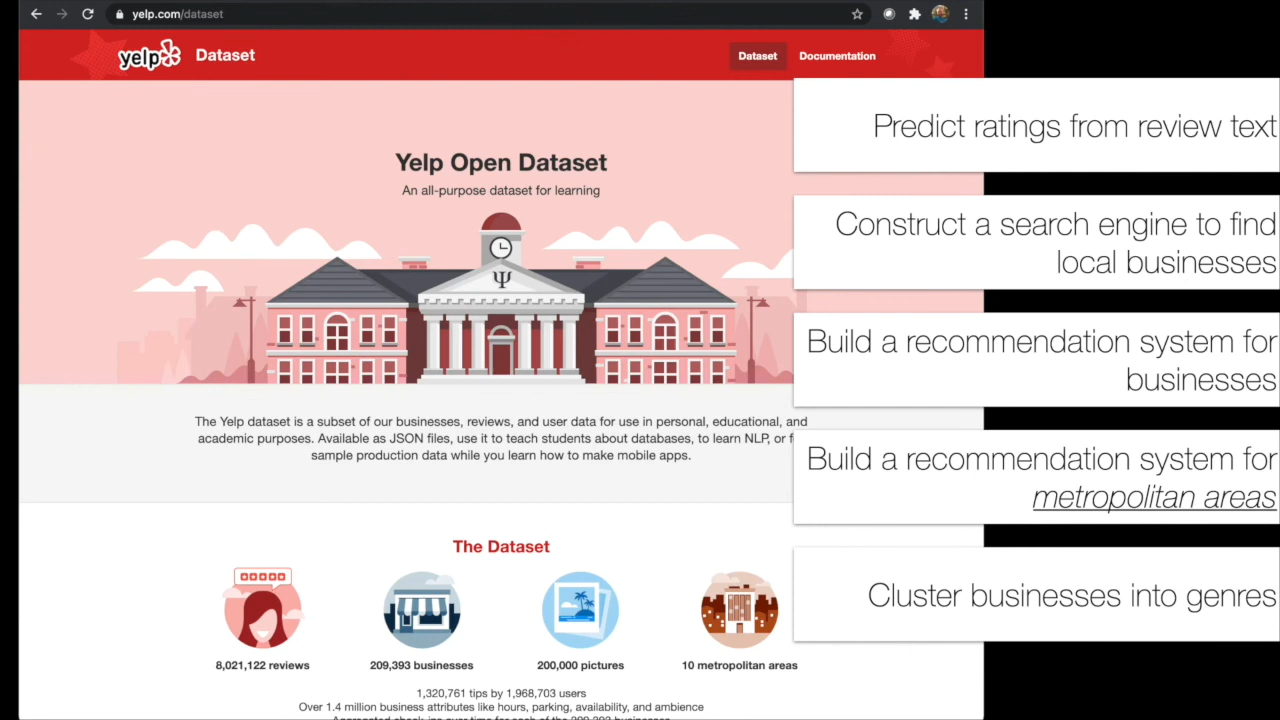 yelp.com/dataset
yelp
Dataset
Dataset
Documentation
Yelp Open Dataset
An all-purpose dataset for learning
Ψ
The Yelp dataset is a subset of our businesses, reviews, and user data for use in personal, educational, and
academic purposes. Available as JSON files, use it to teach students about databases, to learn NLP, or
sample production data while you learn how to make mobile apps.
The Dataset
8,021,122 reviews
209,393 businesses
200,000 pictures
10 metropolitan areas
1,320,761 tips by 1,968,703 users
Over 1.4 million business attributes like hours, parking, availability, and ambience
Predict ratings from review text
Construct a search engine to find
local businesses
Build a recommendation system for
businesses
Build a recommendation system for
metropolitan areas
Cluster businesses into genres